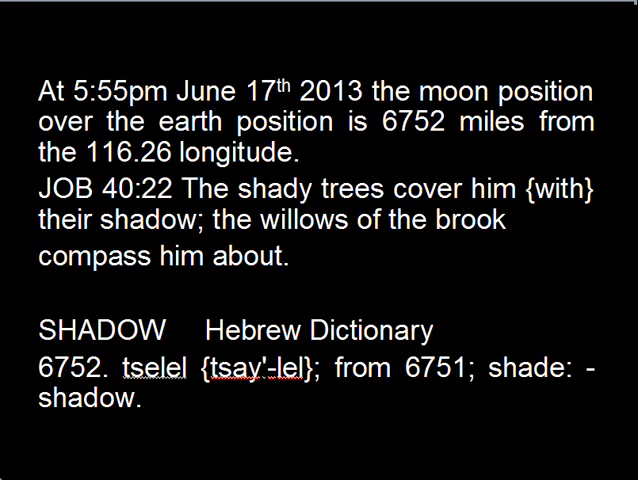 At 5:55pm June 17th 2013 the moon position
over the earth position is 6752 miles from
the 116.26 longitude.
JOB 40:22 The shady trees cover him {with}
their shadow; the willows of the brook
compass him about.
SHADOW Hebrew Dictionary
6752. tselel {tsay'-lel}; from 6751; shade: -
shadow.